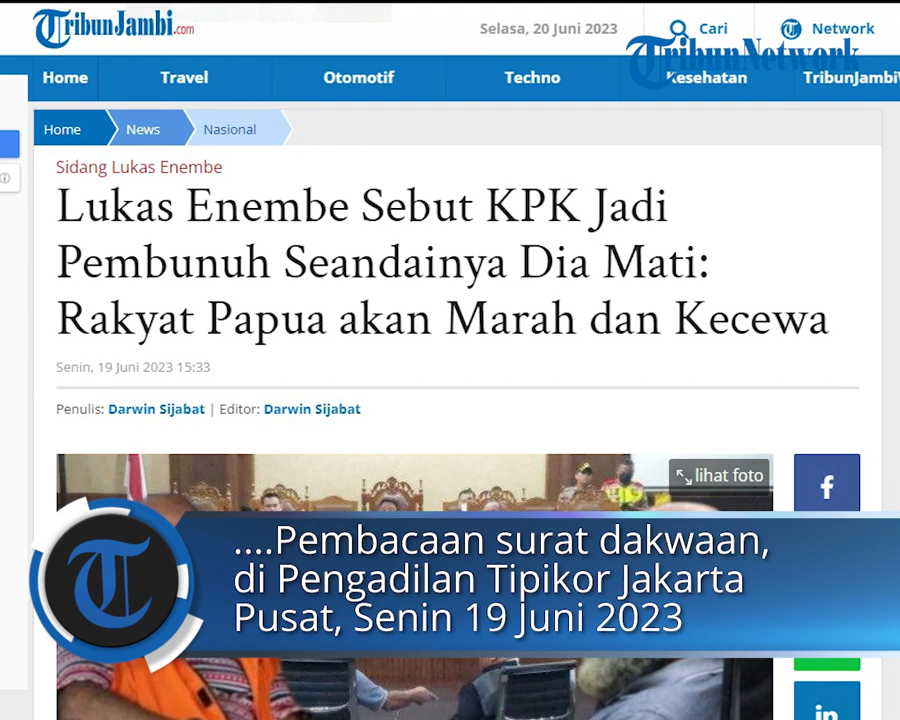 TribunJambi.com
Selasa, 20 Juni 2023
Cari
Network
TribunNetwork
Home Travel Otomotif Techno Kesehatan TribunJambiW
Home News Nasional
Sidang Lukas Enembe
Lukas Enembe Sebut KPK Jadi
Pembunuh Seandainya Dia Mati:
Rakyat Papua akan Marah dan Kecewa
Senin, 19 Juni 2023 15:33
Penulis: Darwin Sijabat | Editor: Darwin Sijabat
lihat foto
f
....Pembacaan surat dakwaan,
di Pengadilan Tipikor Jakarta
Pusat, Senin 19 Juni 2023
T
in